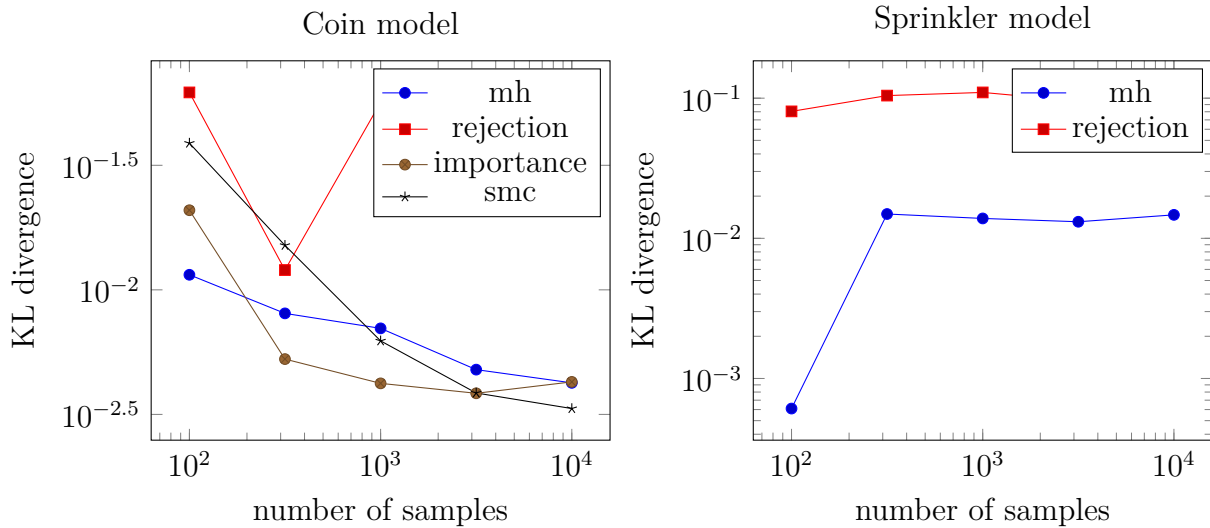 Coin model
KL divergence
10^−1.5
10^−2
10^−2.5
mh
rejection
importance
smc
10^2
10^3
10^4
number of samples
Sprinkler model
KL divergence
10^−1
10^−2
10^−3
mh
rejection
10^2
10^3
10^4
number of samples